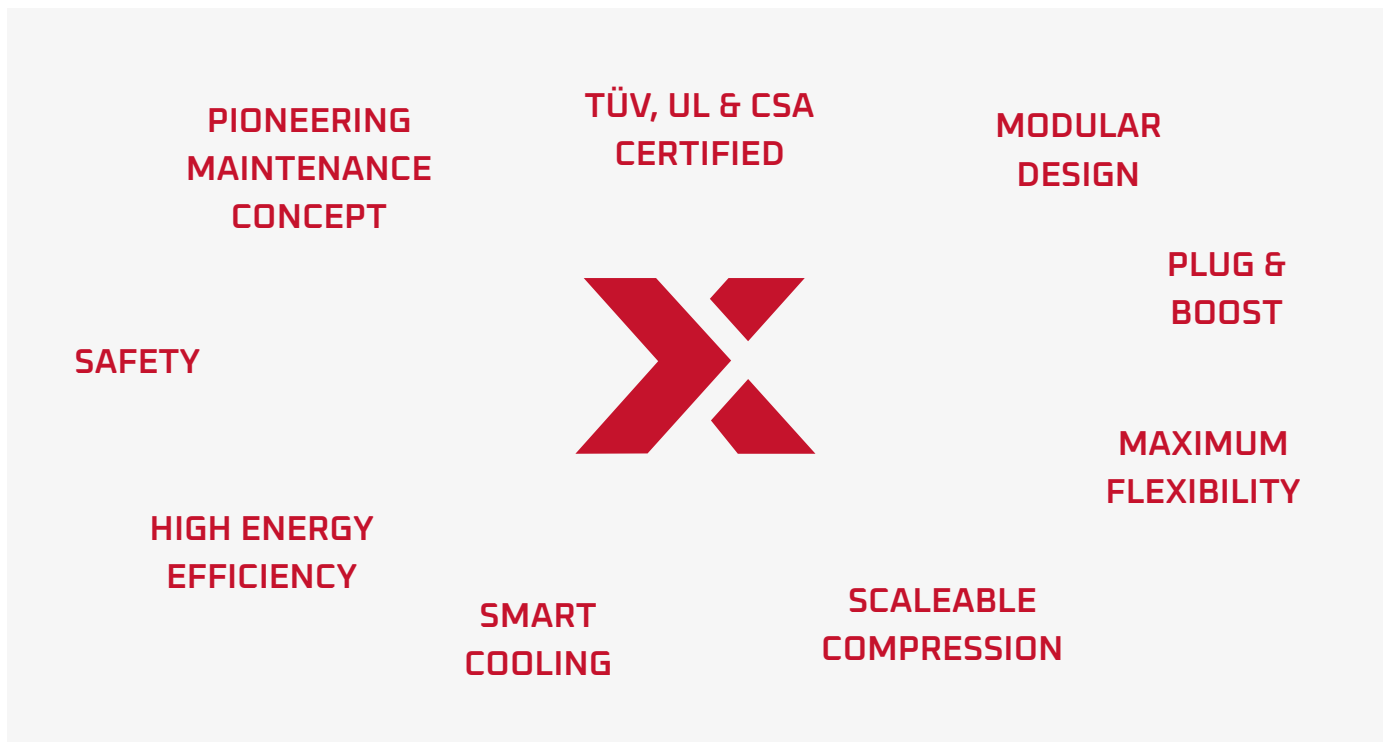 PIONEERING
MAINTENANCE
CONCEPT
TÜV, UL & CSA
CERTIFIED
MODULAR
DESIGN
PLUG &
BOOST
SAFETY
MAXIMUM
FLEXIBILITY
HIGH ENERGY
EFFICIENCY
SMART
COOLING
SCALEABLE
COMPRESSION